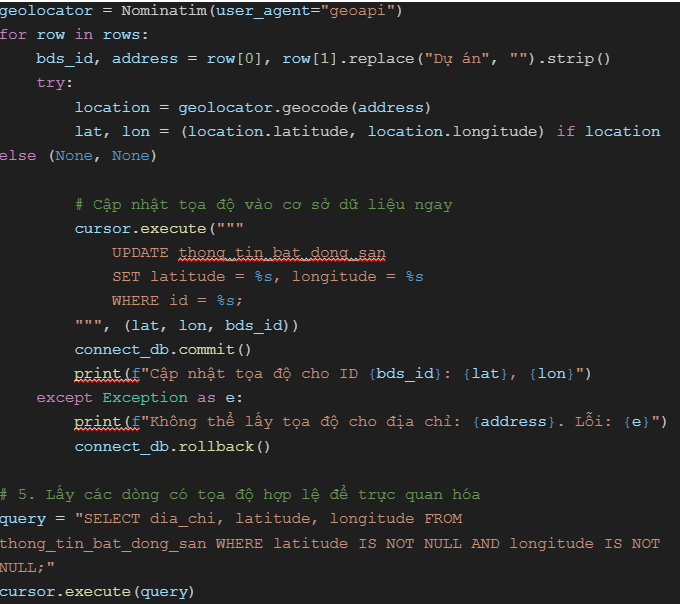 geolocator = Nominatim(user_agent="geoapi")
for row in rows:
    bds_id, address = row[0], row[1].replace("Dự án", "").strip()
    try:
        location = geolocator.geocode(address)
        lat, lon = (location.latitude, location.longitude) if location
else (None, None)

        # Cập nhật tọa độ vào cơ sở dữ liệu ngay
        cursor.execute("""
            UPDATE thong_tin_bat_dong_san
            SET latitude = %s, longitude = %s
            WHERE id = %s;
        """, (lat, lon, bds_id))
        connect_db.commit()
        print(f"Cập nhật tọa độ cho ID {bds_id}: {lat}, {lon}")
    except Exception as e:
        print(f"Không thể lấy tọa độ cho địa chỉ: {address}. Lỗi: {e}")
        connect_db.rollback()

# 5. Lấy các dòng có tọa độ hợp lệ để trực quan hóa
query = "SELECT dia_chi, latitude, longitude FROM
thong_tin_bat_dong_san WHERE latitude IS NOT NULL AND longitude IS NOT
NULL;"
cursor.execute(query)